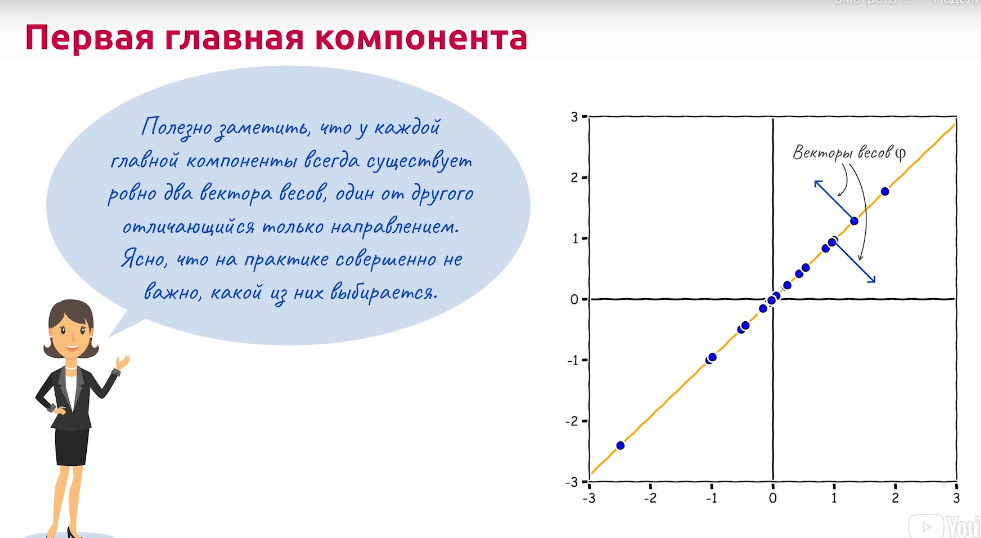 Первая главная компонента
Полезно заметить, что у каждой
главной компоненты всегда существует
ровно два вектора весов, один от другого
отличающийся только направлением.
Ясно, что на практике совершенно не
важно, какой из них выбирается.
Векторы весов φ
3
2
1
0
-1
-2
-3
-3 -2 -1 0 1 2 3